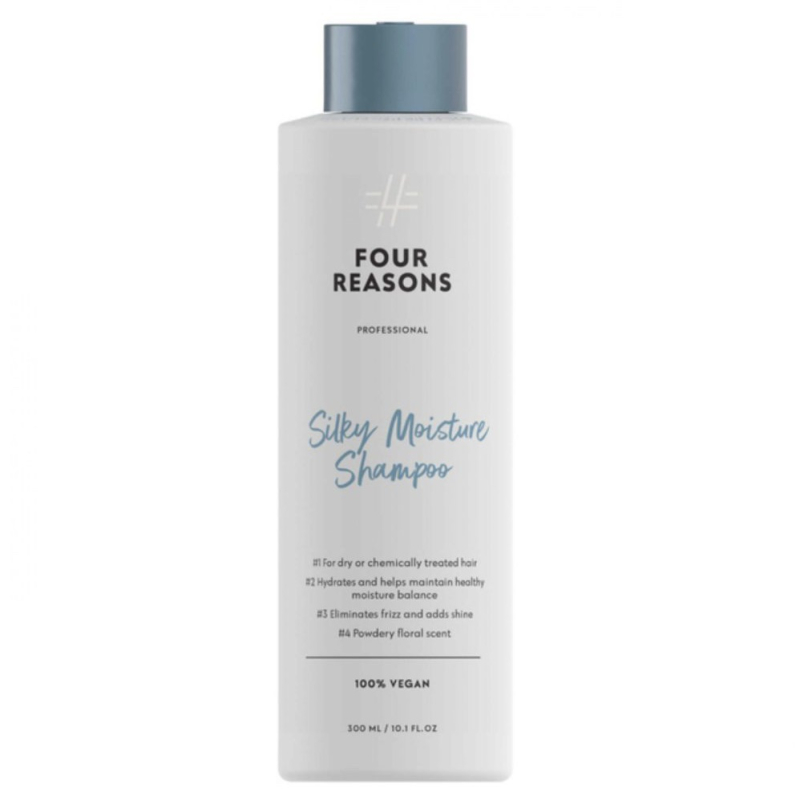 FOUR
REASONS
PROFESSIONAL
Silky Moisture
Shampoo
#1 For dry or chemically treated hair
#2 Hydrates and helps maintain healthy
moisture balance
#3 Eliminates frizz and adds shine
#4 Powdery floral scent
100% VEGAN
300 ML / 10.1 FL.OZ